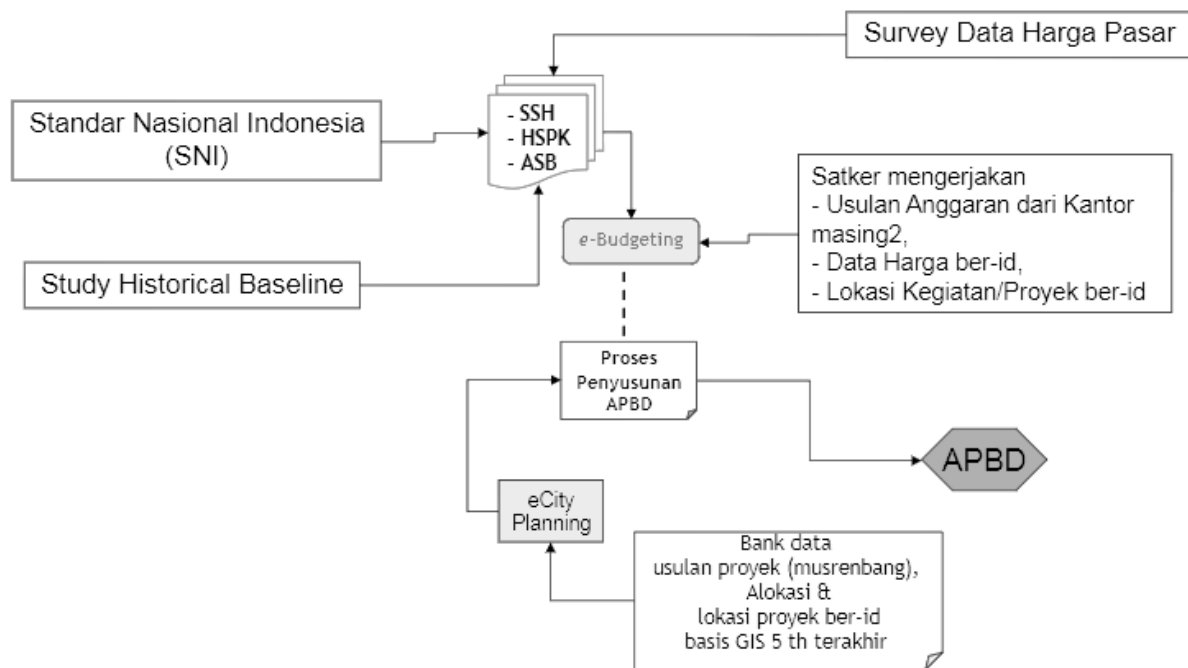 Survey Data Harga Pasar
Standar Nasional Indonesia
(SNI)
- SSH
- HSPK
- ASB
Satker mengerjakan
- Usulan Anggaran dari Kantor
masing2,
- Data Harga ber-id,
- Lokasi Kegiatan/Proyek ber-id
e-Budgeting
Study Historical Baseline
Proses
Penyusunan
APBD
APBD
eCity
Planning
Bank data
usulan proyek (musrenbang),
Alokasi &
lokasi proyek ber-id
basis GIS 5 th terakhir